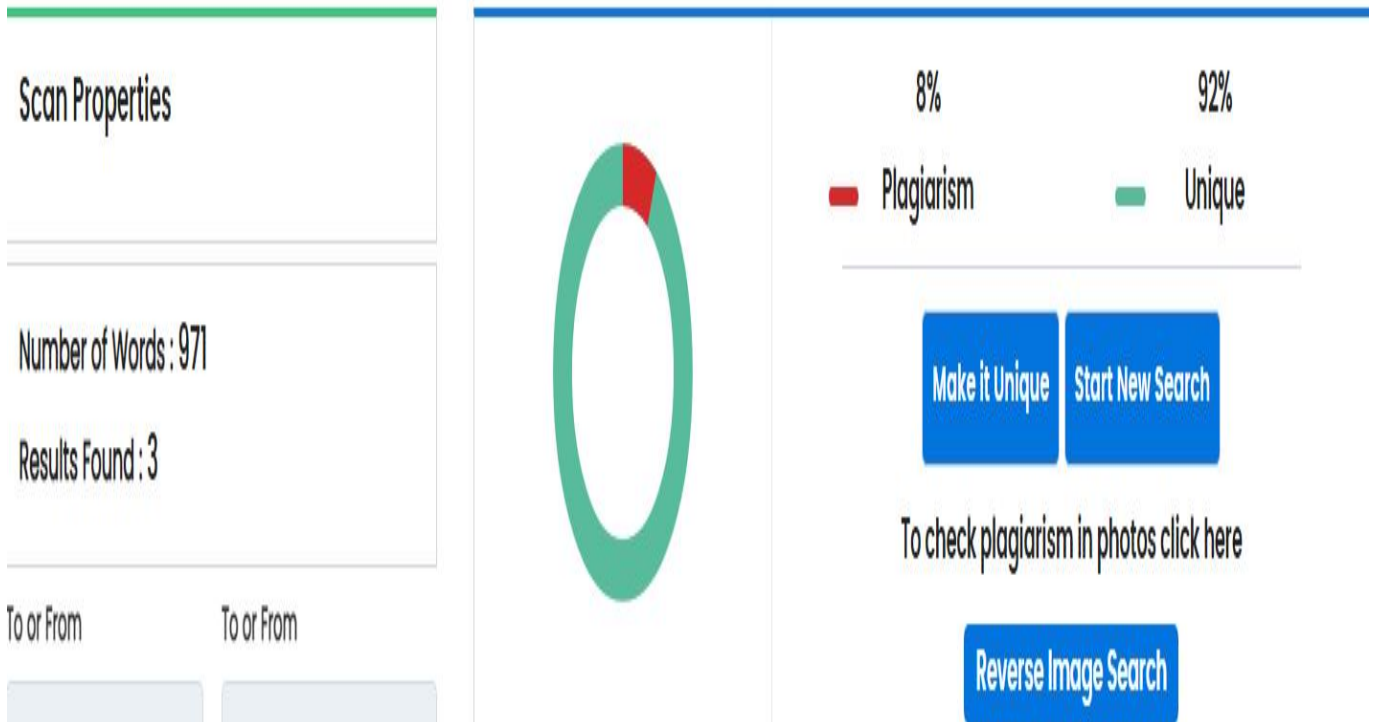 Scan Properties
Number of Words : 971
Results Found : 3
To or From To or From
8% 92%
Plagiarism Unique
Make it Unique Start New Search
To check plagiarism in photos click here
Reverse Image Search